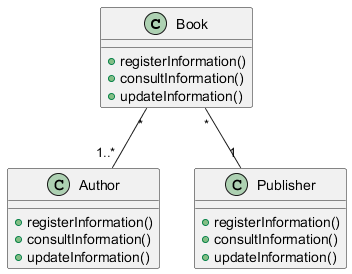 C Book
registerInformation()
consultInformation()
updateInformation()
* *
1..* 1
C Author
registerInformation()
consultInformation()
updateInformation()
C Publisher
registerInformation()
consultInformation()
updateInformation()